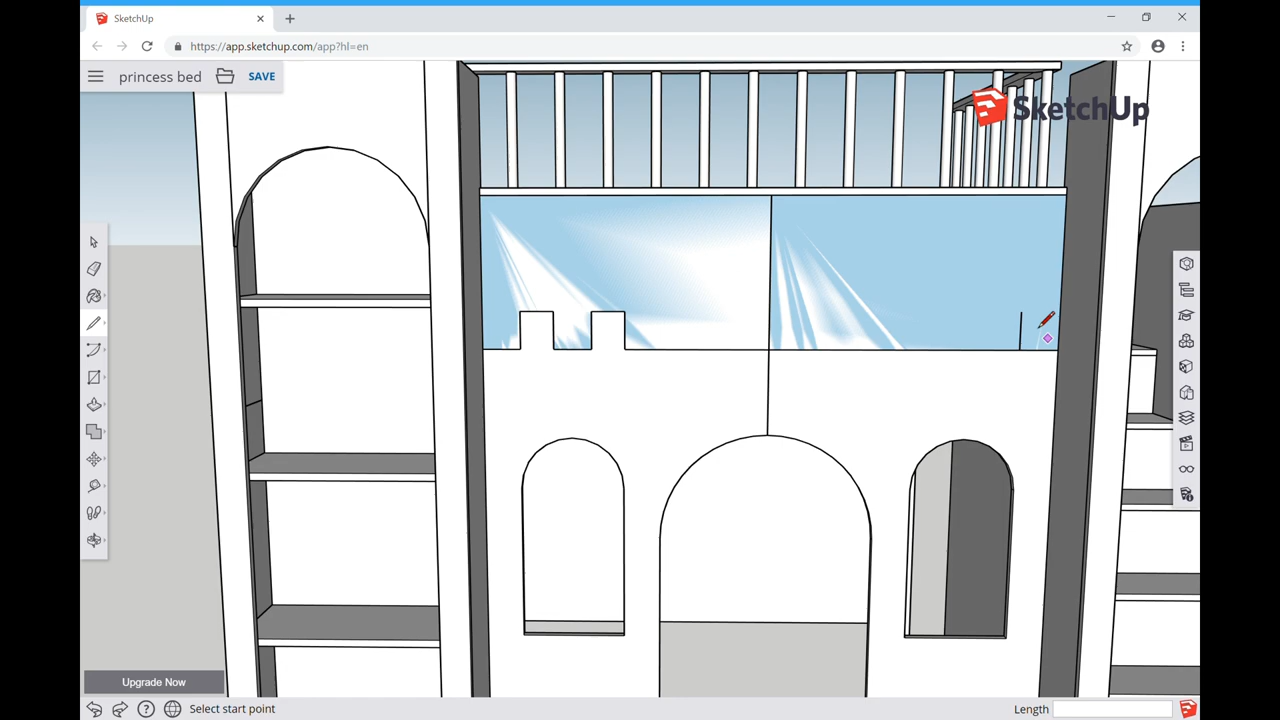 SketchUp
https://app.sketchup.com/app?hl=en
princess bed
SAVE
SketchUp
Upgrade Now
Select start point
Length